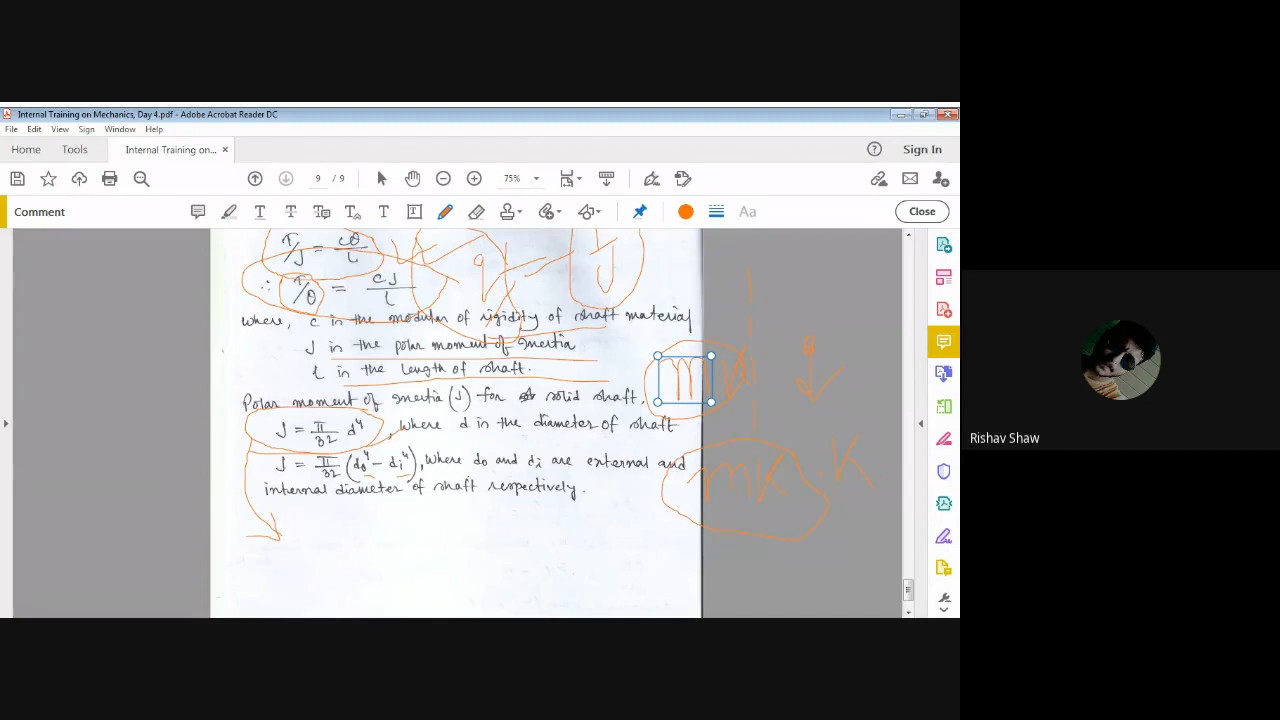 Internal Training on Mechanics, Day 4.pdf - Adobe Acrobat Reader DC
File Edit View Sign Window Help
Home Tools Internal Training on... × Sign In
9 / 9 75%
Comment Aa Close
T/J = Cθ/l
∴ T/θ = CJ/l
where, C is the modulus of rigidity of shaft material
J is the polar moment of inertia
l is the length of shaft.
Polar moment of inertia (J) for solid shaft,
J = π/32 d⁴, where d is the diameter of shaft
J = π/32 (do⁴ - di⁴), where do and di are external and
internal diameter of shaft respectively.
m
mK . K
Rishav Shaw